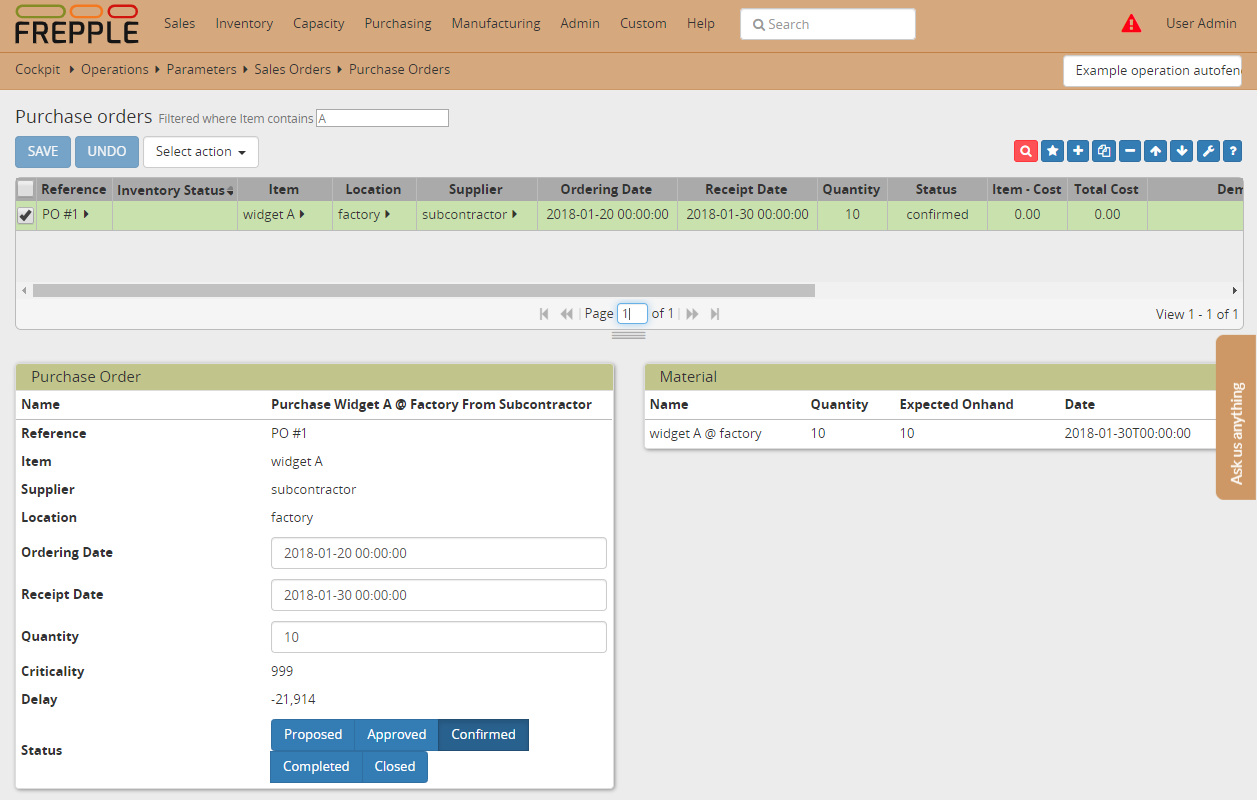 FREPPLE Sales Inventory Capacity Purchasing Manufacturing Admin Custom Help Search User Admin
Cockpit Operations Parameters Sales Orders Purchase Orders Example operation autofen
Purchase orders Filtered where Item contains A
SAVE UNDO Select action ?
Reference Inventory Status Item Location Supplier Ordering Date Receipt Date Quantity Status Item - Cost Total Cost Dem
PO #1 widget A factory subcontractor 2018-01-20 00:00:00 2018-01-30 00:00:00 10 confirmed 0.00 0.00
Page 1 of 1 View 1 - 1 of 1
Ask us anything
Purchase Order
Name Purchase Widget A @ Factory From Subcontractor
Reference PO #1
Item widget A
Supplier subcontractor
Location factory
Ordering Date 2018-01-20 00:00:00
Receipt Date 2018-01-30 00:00:00
Quantity 10
Criticality 999
Delay -21,914
Status Proposed Approved Confirmed
Completed Closed
Material
Name Quantity Expected Onhand Date
widget A @ factory 10 10 2018-01-30T00:00:00